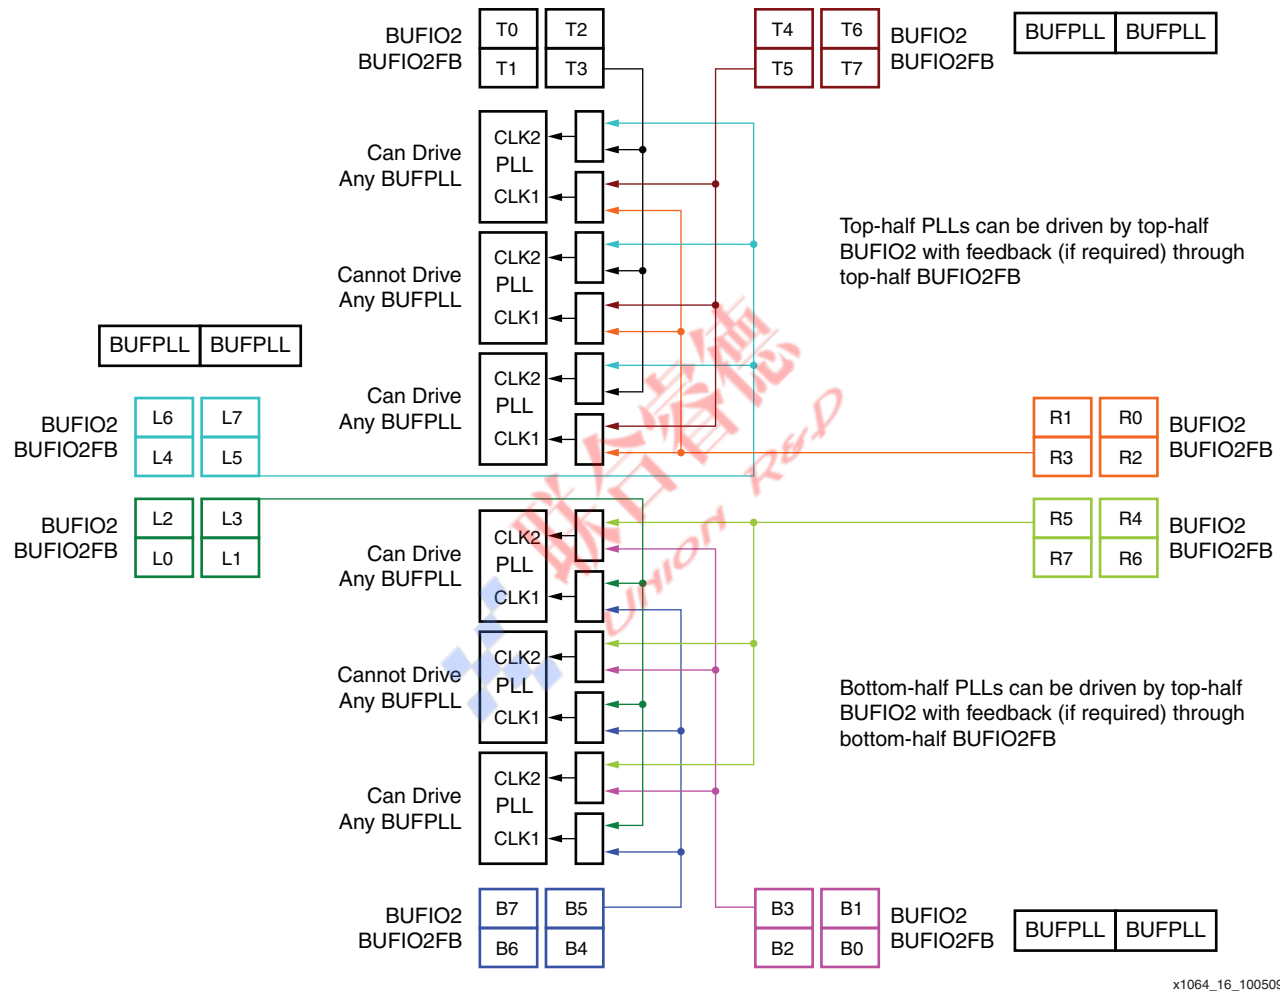 BUFIO2
BUFIO2FB
T0 T2
T1 T3
T4 T6
T5 T7
BUFIO2
BUFIO2FB
BUFPLL BUFPLL
Can Drive
Any BUFPLL
CLK2
PLL
CLK1
Cannot Drive
Any BUFPLL
CLK2
PLL
CLK1
Can Drive
Any BUFPLL
CLK2
PLL
CLK1
Top-half PLLs can be driven by top-half
BUFIO2 with feedback (if required) through
top-half BUFIO2FB
BUFPLL BUFPLL
BUFIO2
BUFIO2FB
L6 L7
L4 L5
R1 R0
R3 R2
BUFIO2
BUFIO2FB
BUFIO2
BUFIO2FB
L2 L3
L0 L1
R5 R4
R7 R6
BUFIO2
BUFIO2FB
Can Drive
Any BUFPLL
CLK2
PLL
CLK1
Cannot Drive
Any BUFPLL
CLK2
PLL
CLK1
Can Drive
Any BUFPLL
CLK2
PLL
CLK1
Bottom-half PLLs can be driven by top-half
BUFIO2 with feedback (if required) through
bottom-half BUFIO2FB
BUFIO2
BUFIO2FB
B7 B5
B6 B4
B3 B1
B2 B0
BUFIO2
BUFIO2FB
BUFPLL BUFPLL
x1064_16_100509
联合睿德
Union R&D